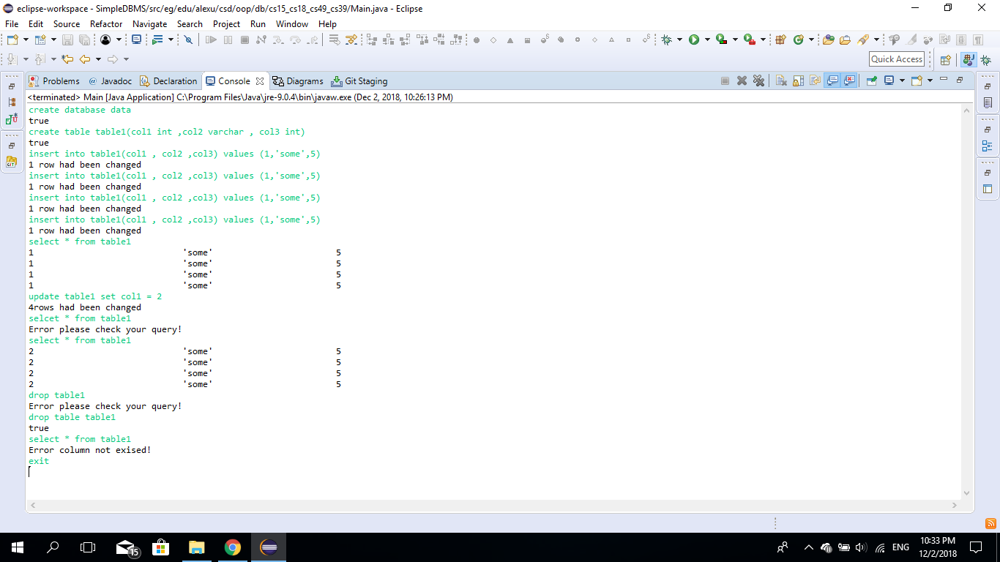 eclipse-workspace - SimpleDBMS/src/eg/edu/alexu/csd/oop/db/cs15_cs18_cs49_cs39/Main.java - Eclipse
File Edit Source Refactor Navigate Search Project Run Window Help
Quick Access
Problems @ Javadoc Declaration Console Diagrams Git Staging
<terminated> Main [Java Application] C:\Program Files\Java\jre-9.0.4\bin\javaw.exe (Dec 2, 2018, 10:26:13 PM)
create database data
true
create table table1(col1 int ,col2 varchar , col3 int)
true
insert into table1(col1 , col2 ,col3) values (1,'some',5)
1 row had been changed
insert into table1(col1 , col2 ,col3) values (1,'some',5)
1 row had been changed
insert into table1(col1 , col2 ,col3) values (1,'some',5)
1 row had been changed
insert into table1(col1 , col2 ,col3) values (1,'some',5)
1 row had been changed
select * from table1
1 'some' 5
1 'some' 5
1 'some' 5
1 'some' 5
update table1 set col1 = 2
4rows had been changed
selcet * from table1
Error please check your query!
select * from table1
2 'some' 5
2 'some' 5
2 'some' 5
2 'some' 5
drop table1
Error please check your query!
drop table table1
true
select * from table1
Error column not exised!
exit
GIT
15
ENG
10:33 PM
12/2/2018